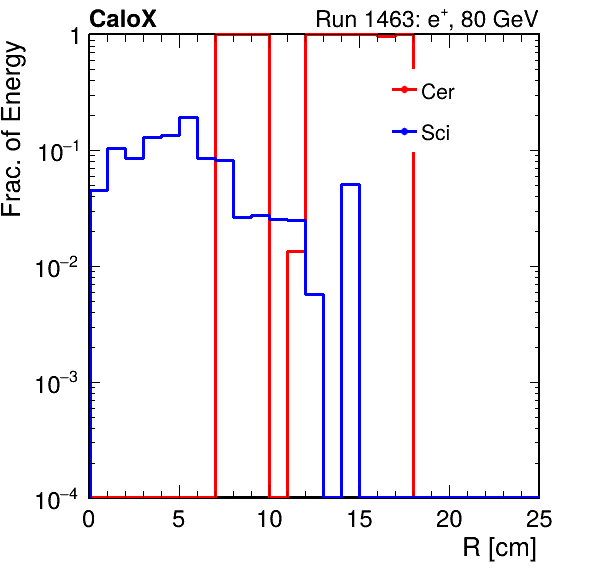 CaloX Run 1463: e⁺, 80 GeV
Frac. of Energy
1
10⁻¹
10⁻²
10⁻³
10⁻⁴
Cer
Sci
0 5 10 15 20 25
R [cm]